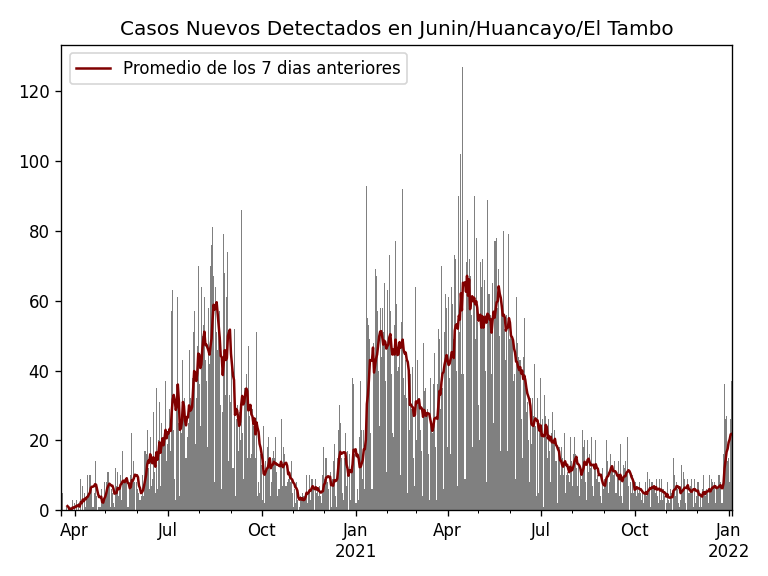 Casos Nuevos Detectados en Junin/Huancayo/El Tambo
Promedio de los 7 dias anteriores
120
100
80
60
40
20
0
Apr Jul Oct Jan Apr Jul Oct Jan
2021 2022